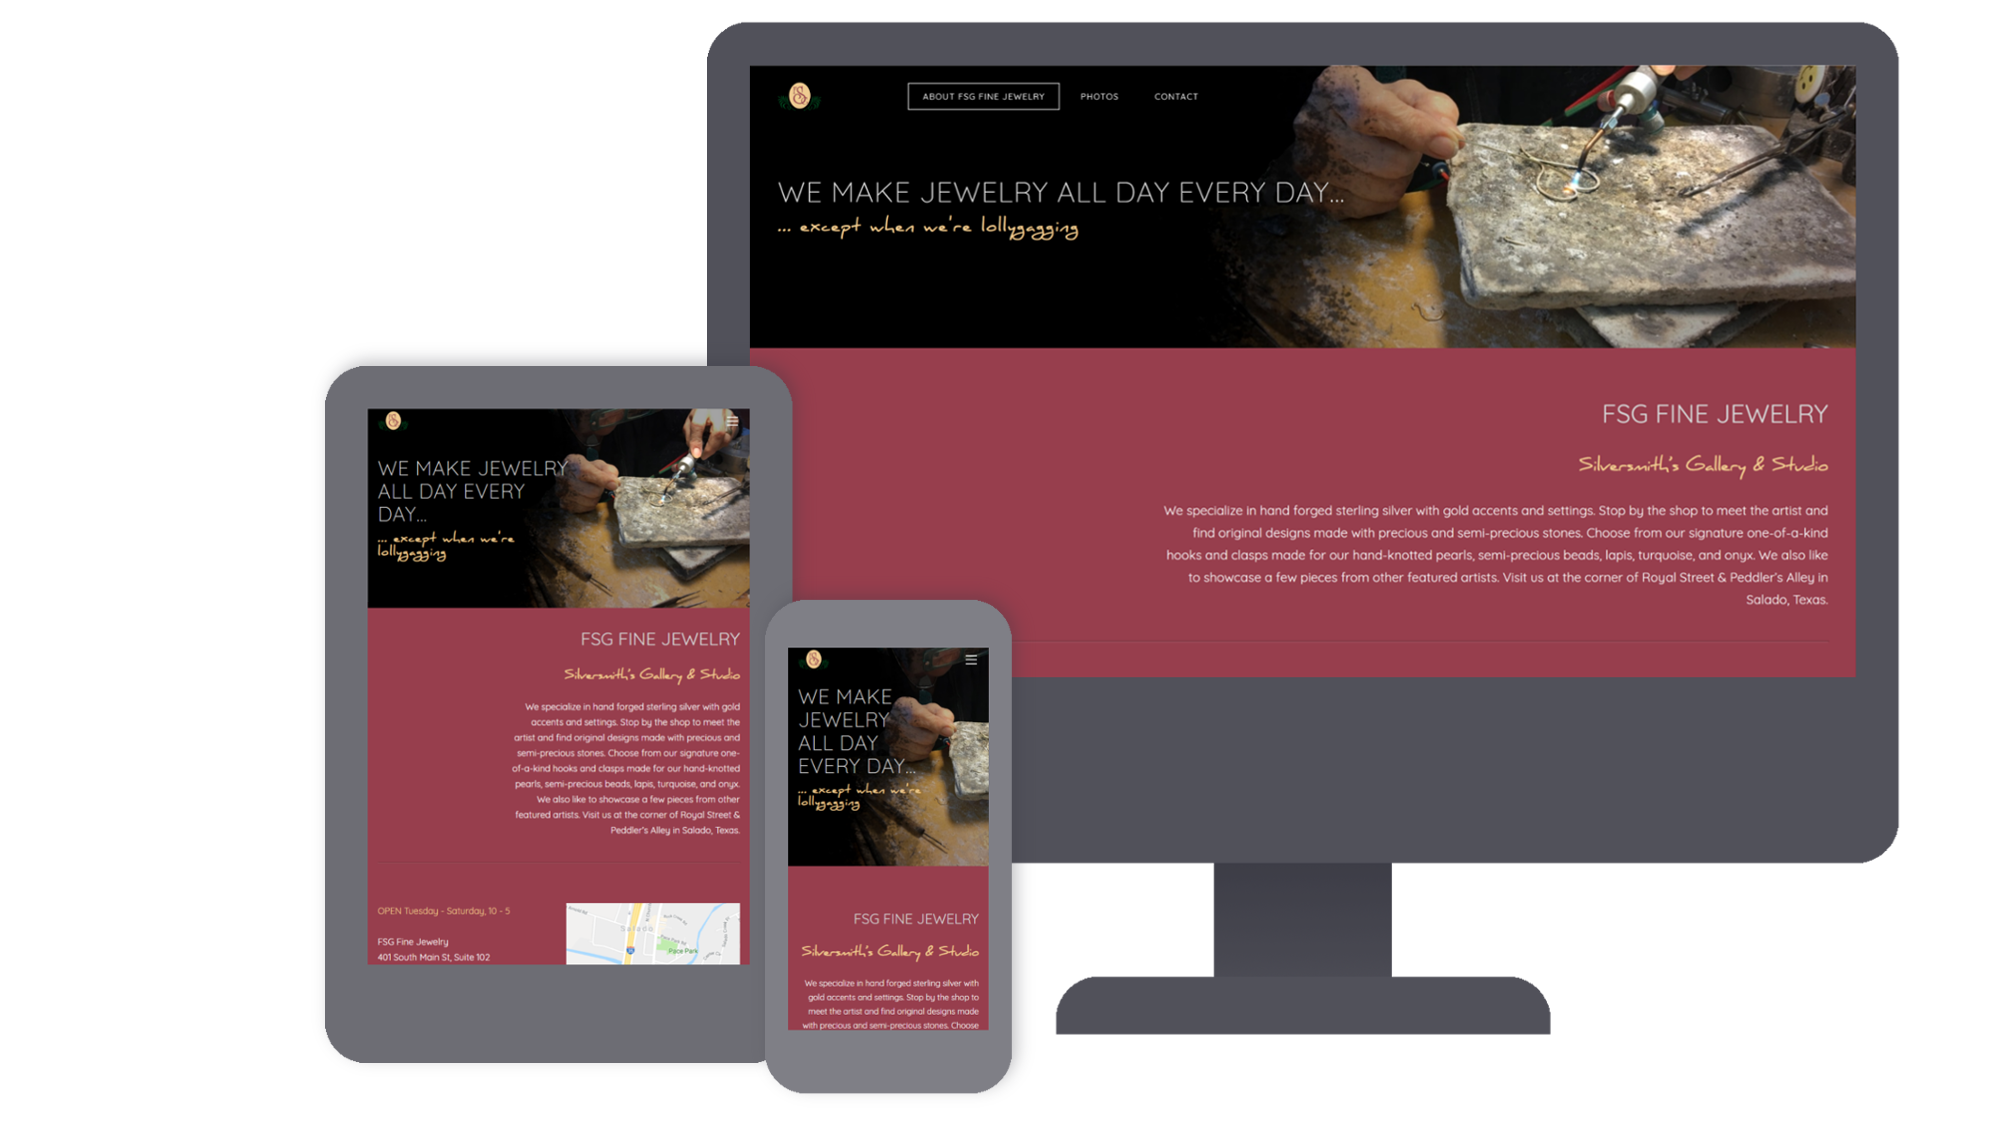 ABOUT FSG FINE JEWELRY PHOTOS CONTACT
WE MAKE JEWELRY ALL DAY EVERY DAY...
... except when we're lollygagging
FSG FINE JEWELRY
Silversmith's Gallery & Studio
We specialize in hand forged sterling silver with gold accents and settings. Stop by the shop to meet the artist and
find original designs made with precious and semi-precious stones. Choose from our signature one-of-a-kind
hooks and clasps made for our hand-knotted pearls, semi-precious beads, lapis, turquoise, and onyx. We also like
to showcase a few pieces from other featured artists. Visit us at the corner of Royal Street & Peddler's Alley in
Salado, Texas.
WE MAKE JEWELRY
ALL DAY EVERY
DAY...
... except when we're
lollygagging
FSG FINE JEWELRY
Silversmith's Gallery & Studio
We specialize in hand forged sterling silver with gold
accents and settings. Stop by the shop to meet the
artist and find original designs made with precious and
semi-precious stones. Choose from our signature one-
of-a-kind hooks and clasps made for our hand-knotted
pearls, semi-precious beads, lapis, turquoise, and onyx.
We also like to showcase a few pieces from other
featured artists. Visit us at the corner of Royal Street &
Peddler's Alley in Salado, Texas.
OPEN Tuesday - Saturday, 10 - 5
FSG Fine Jewelry
401 South Main St, Suite 102
Salado
Pace Park
WE MAKE
JEWELRY
ALL DAY
EVERY DAY...
... except when we're
lollygagging
FSG FINE JEWELRY
Silversmith's Gallery & Studio
We specialize in hand forged sterling silver with
gold accents and settings. Stop by the shop to
meet the artist and find original designs made
with precious and semi-precious stones. Choose